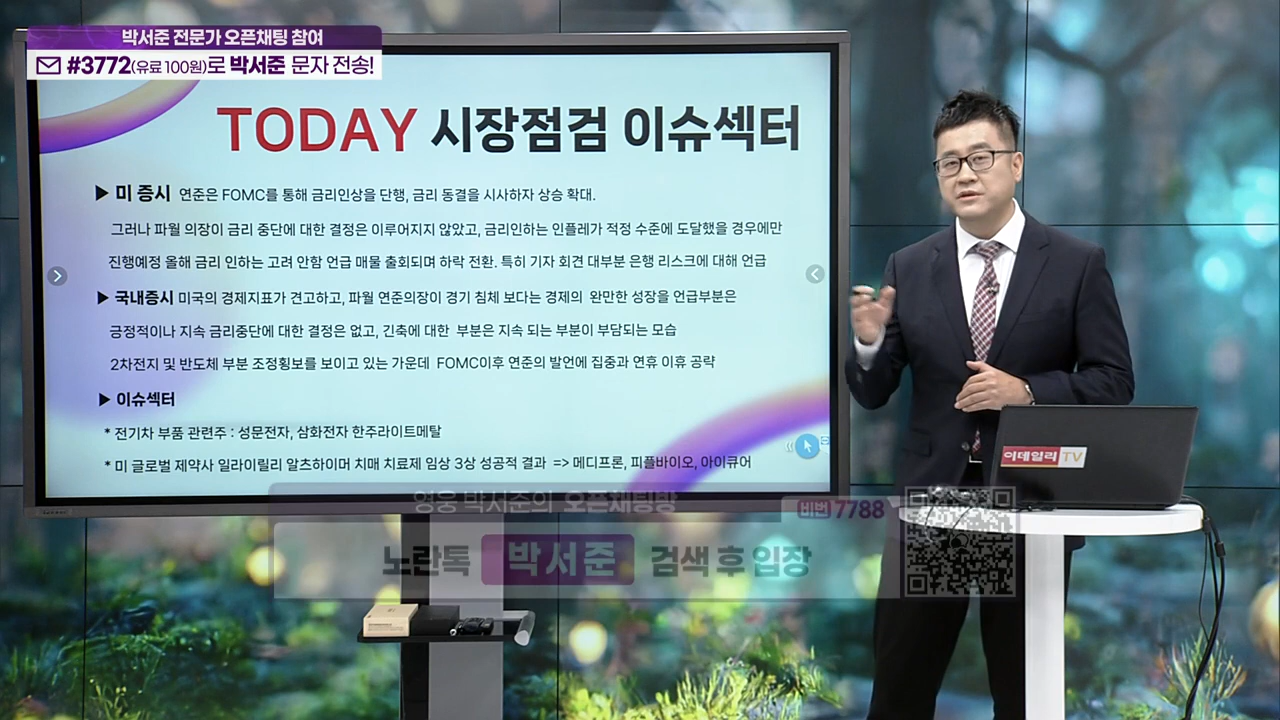 박서준 전문가 오픈채팅 참여
#3772(유료 100원)로 박서준 문자 전송!
TODAY 시장점검 이슈섹터
▶ 미 증시 연준은 FOMC를 통해 금리인상을 단행, 금리 동결을 시사하자 상승 확대.
그러나 파월 의장이 금리 중단에 대한 결정은 이루어지지 않았고, 금리인하는 인플레가 적정 수준에 도달했을 경우에만
진행예정 올해 금리 인하는 고려 안함 언급 매물 출회되며 하락 전환. 특히 기자 회견 대부분 은행 리스크에 대해 언급
▶ 국내증시 미국의 경제지표가 견고하고, 파월 연준의장이 경기 침체 보다는 경제의 완만한 성장을 언급부분은
긍정적이나 지속 금리중단에 대한 결정은 없고, 긴축에 대한 부분은 지속 되는 부분이 부담되는 모습
2차전지 및 반도체 부분 조정횡보를 보이고 있는 가운데 FOMC이후 연준의 발언에 집중과 연휴 이휴 공략
▶ 이슈섹터
* 전기차 부품 관련주 : 성문전자, 삼화전자 한주라이트메탈
* 미 글로벌 제약사 일라이릴리 알츠하이머 치매 치료제 임상 3상 성공적 결과 => 메디프론, 피플바이오, 아이큐어
이데일리 TV
영웅 박서준의 오픈채팅방
비번 7788
노란톡 박서준 검색 후 입장